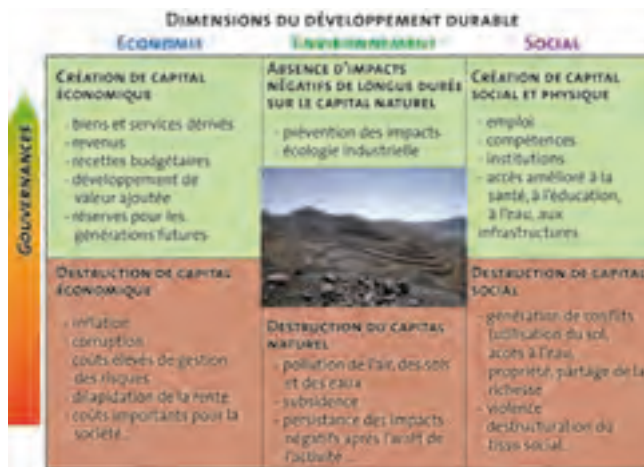 DIMENSIONS DU DÉVELOPPEMENT DURABLE
ECONOMIE
ENVIRONNEMENT
SOCIAL
GOUVERNANCES
CRÉATION DE CAPITAL
ÉCONOMIQUE
- biens et services dérivés
- revenus
- recettes budgétaires
- développement de
valeur ajoutée
- réserves pour les
générations futures
ABSENCE D'IMPACTS
NÉGATIFS DE LONGUE DURÉE
SUR LE CAPITAL NATUREL
- prévention des impacts
- écologie industrielle
CRÉATION DE CAPITAL
SOCIAL ET PHYSIQUE
- emploi
- compétences
- institutions
- accès amélioré à la
santé, à l'éducation,
à l'eau, aux
infrastructures
DESTRUCTION DE CAPITAL
ÉCONOMIQUE
- inflation
- corruption
- coûts élevés de gestion
des risques
- dilapidation de la rente
- coûts importants pour la
société...
DESTRUCTION DU CAPITAL
NATUREL
- pollution de l'air, des sols
et des eaux
- subsidence
- persistance des impacts
négatifs après l'arrêt de
l'activité...
DESTRUCTION DE CAPITAL
SOCIAL
- génération de conflits
(utilisation du sol,
accès à l'eau,
propriété, partage de la
richesse
- violence
destructuration du
tissu social.